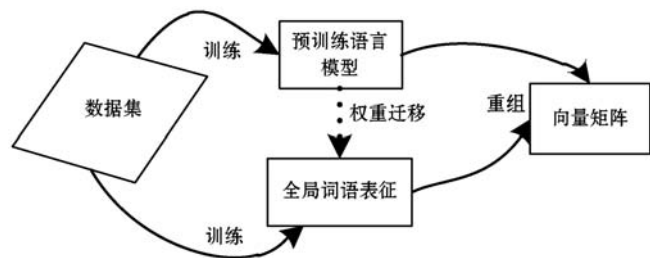 训练
预训练语言
模型
数据集
权重迁移
重组
向量矩阵
全局词语表征
训练